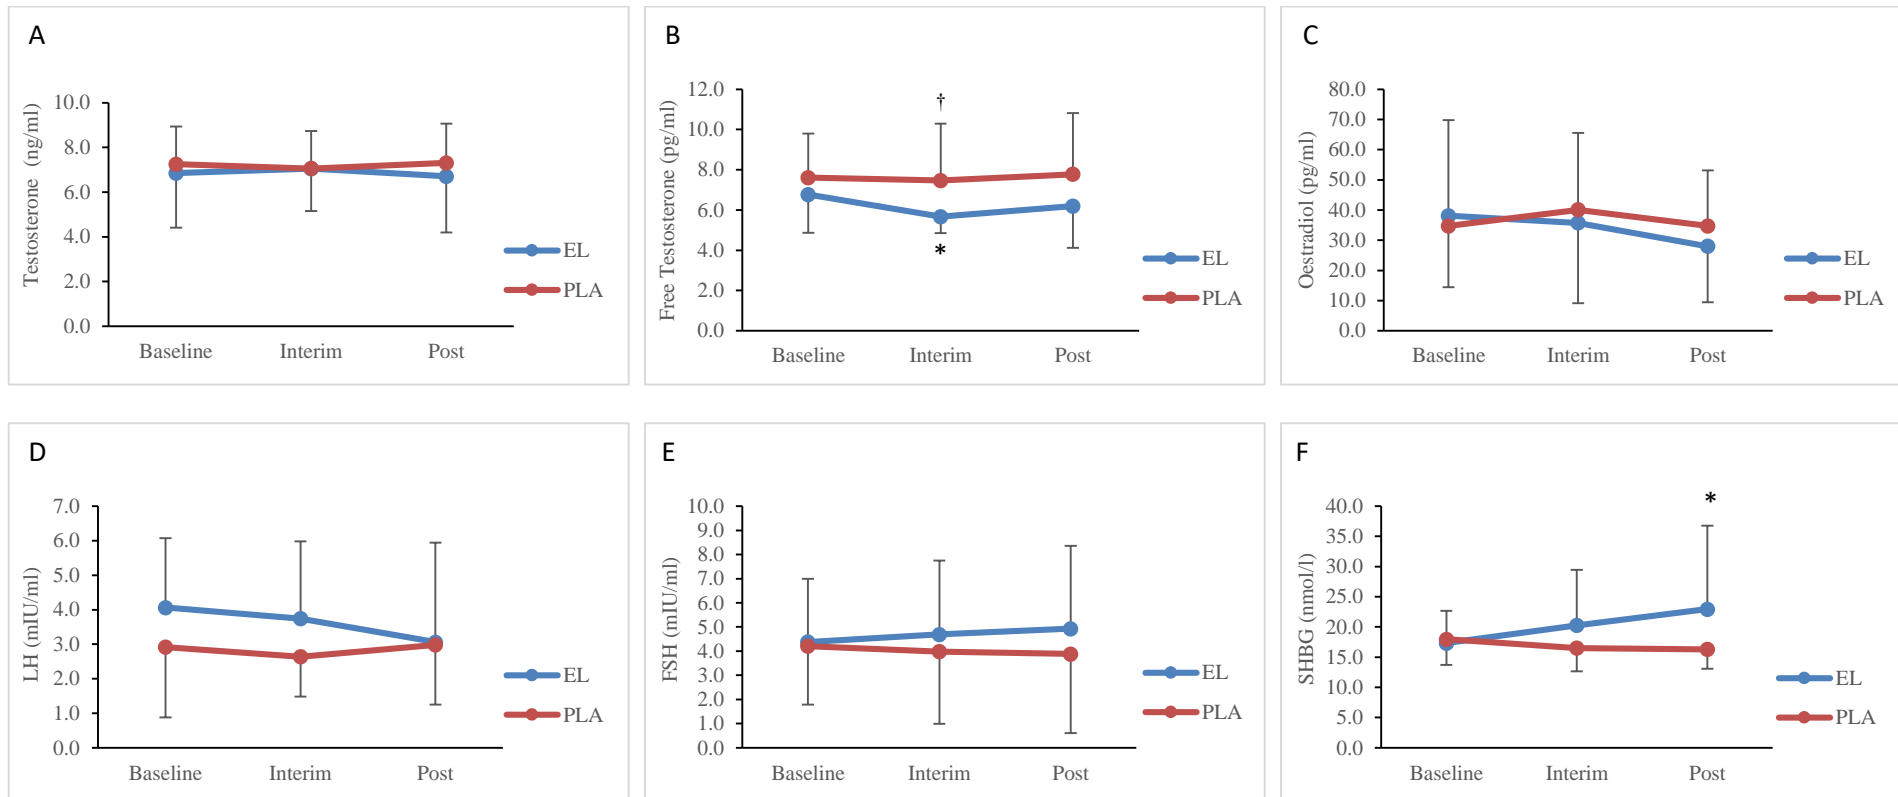 A
Testosterone (ng/ml)
10.0
8.0
6.0
4.0
2.0
0.0
Baseline Interim Post
EL
PLA
B
Free Testosterone (pg/ml)
12.0
10.0
8.0
6.0
4.0
2.0
0.0
†
*
Baseline Interim Post
EL
PLA
C
Oestradiol (pg/ml)
80.0
70.0
60.0
50.0
40.0
30.0
20.0
10.0
0.0
Baseline Interim Post
EL
PLA
D
LH (mIU/ml)
7.0
6.0
5.0
4.0
3.0
2.0
1.0
0.0
Baseline Interim Post
EL
PLA
E
FSH (mIU/ml)
10.0
9.0
8.0
7.0
6.0
5.0
4.0
3.0
2.0
1.0
0.0
Baseline Interim Post
EL
PLA
F
SHBG (nmol/l)
40.0
35.0
30.0
25.0
20.0
15.0
10.0
5.0
0.0
*
Baseline Interim Post
EL
PLA